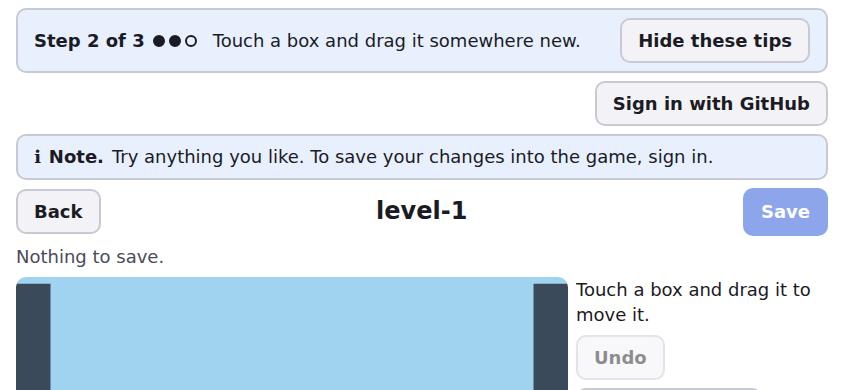 Step 2 of 3 Touch a box and drag it somewhere new. Hide these tips
Sign in with GitHub
ℹ Note. Try anything you like. To save your changes into the game, sign in.
Back level-1 Save
Nothing to save.
Touch a box and drag it to
move it.
Undo